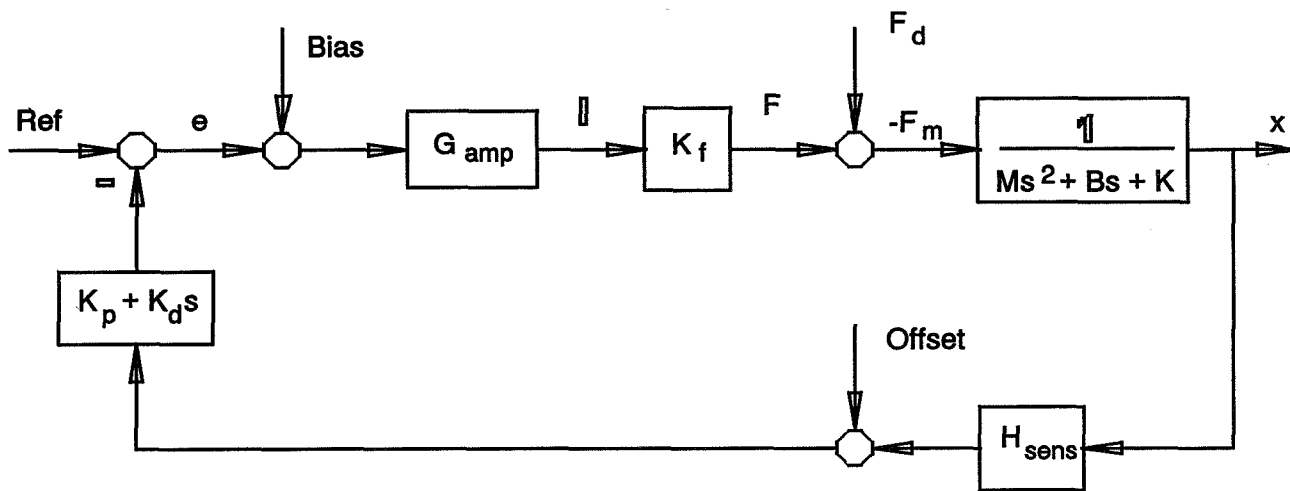 F d
Bias
Ref
e
I
F
-F m
x
G amp
K f
1
Ms 2 + Bs + K
-
K p + K d s
Offset
H sens